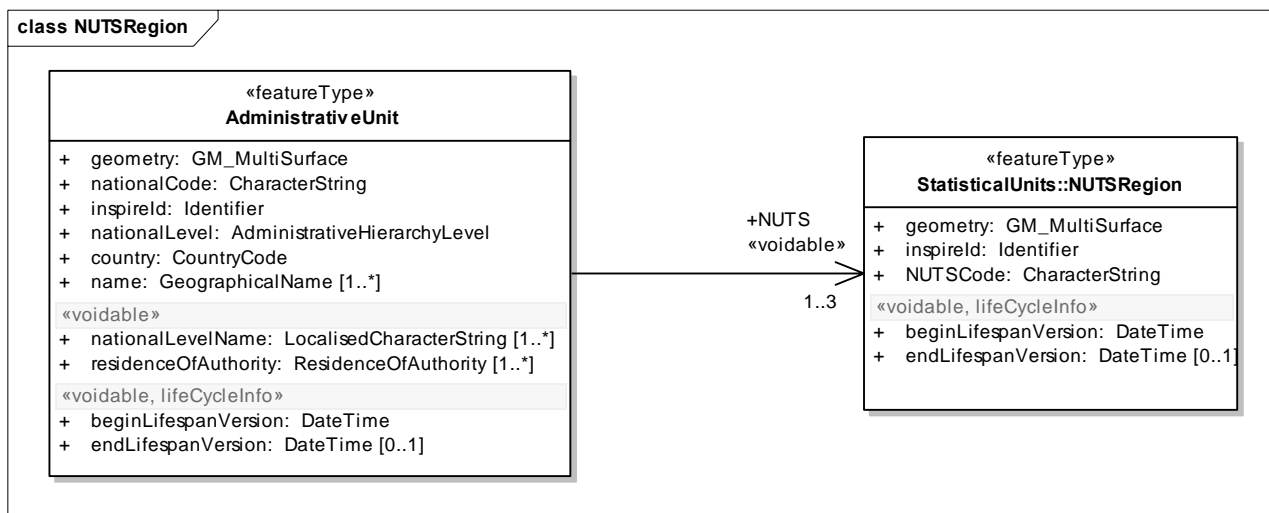 class NUTSRegion
«featureType»
AdministrativeUnit
+ geometry: GM_MultiSurface
+ nationalCode: CharacterString
+ inspireId: Identifier
+ nationalLevel: AdministrativeHierarchyLevel
+ country: CountryCode
+ name: GeographicalName [1..*]
«voidable»
+ nationalLevelName: LocalisedCharacterString [1..*]
+ residenceOfAuthority: ResidenceOfAuthority [1..*]
«voidable, lifeCycleInfo»
+ beginLifespanVersion: DateTime
+ endLifespanVersion: DateTime [0..1]
+NUTS
«voidable»
1..3
«featureType»
StatisticalUnits::NUTSRegion
+ geometry: GM_MultiSurface
+ inspireId: Identifier
+ NUTSCode: CharacterString
«voidable, lifeCycleInfo»
+ beginLifespanVersion: DateTime
+ endLifespanVersion: DateTime [0..1]